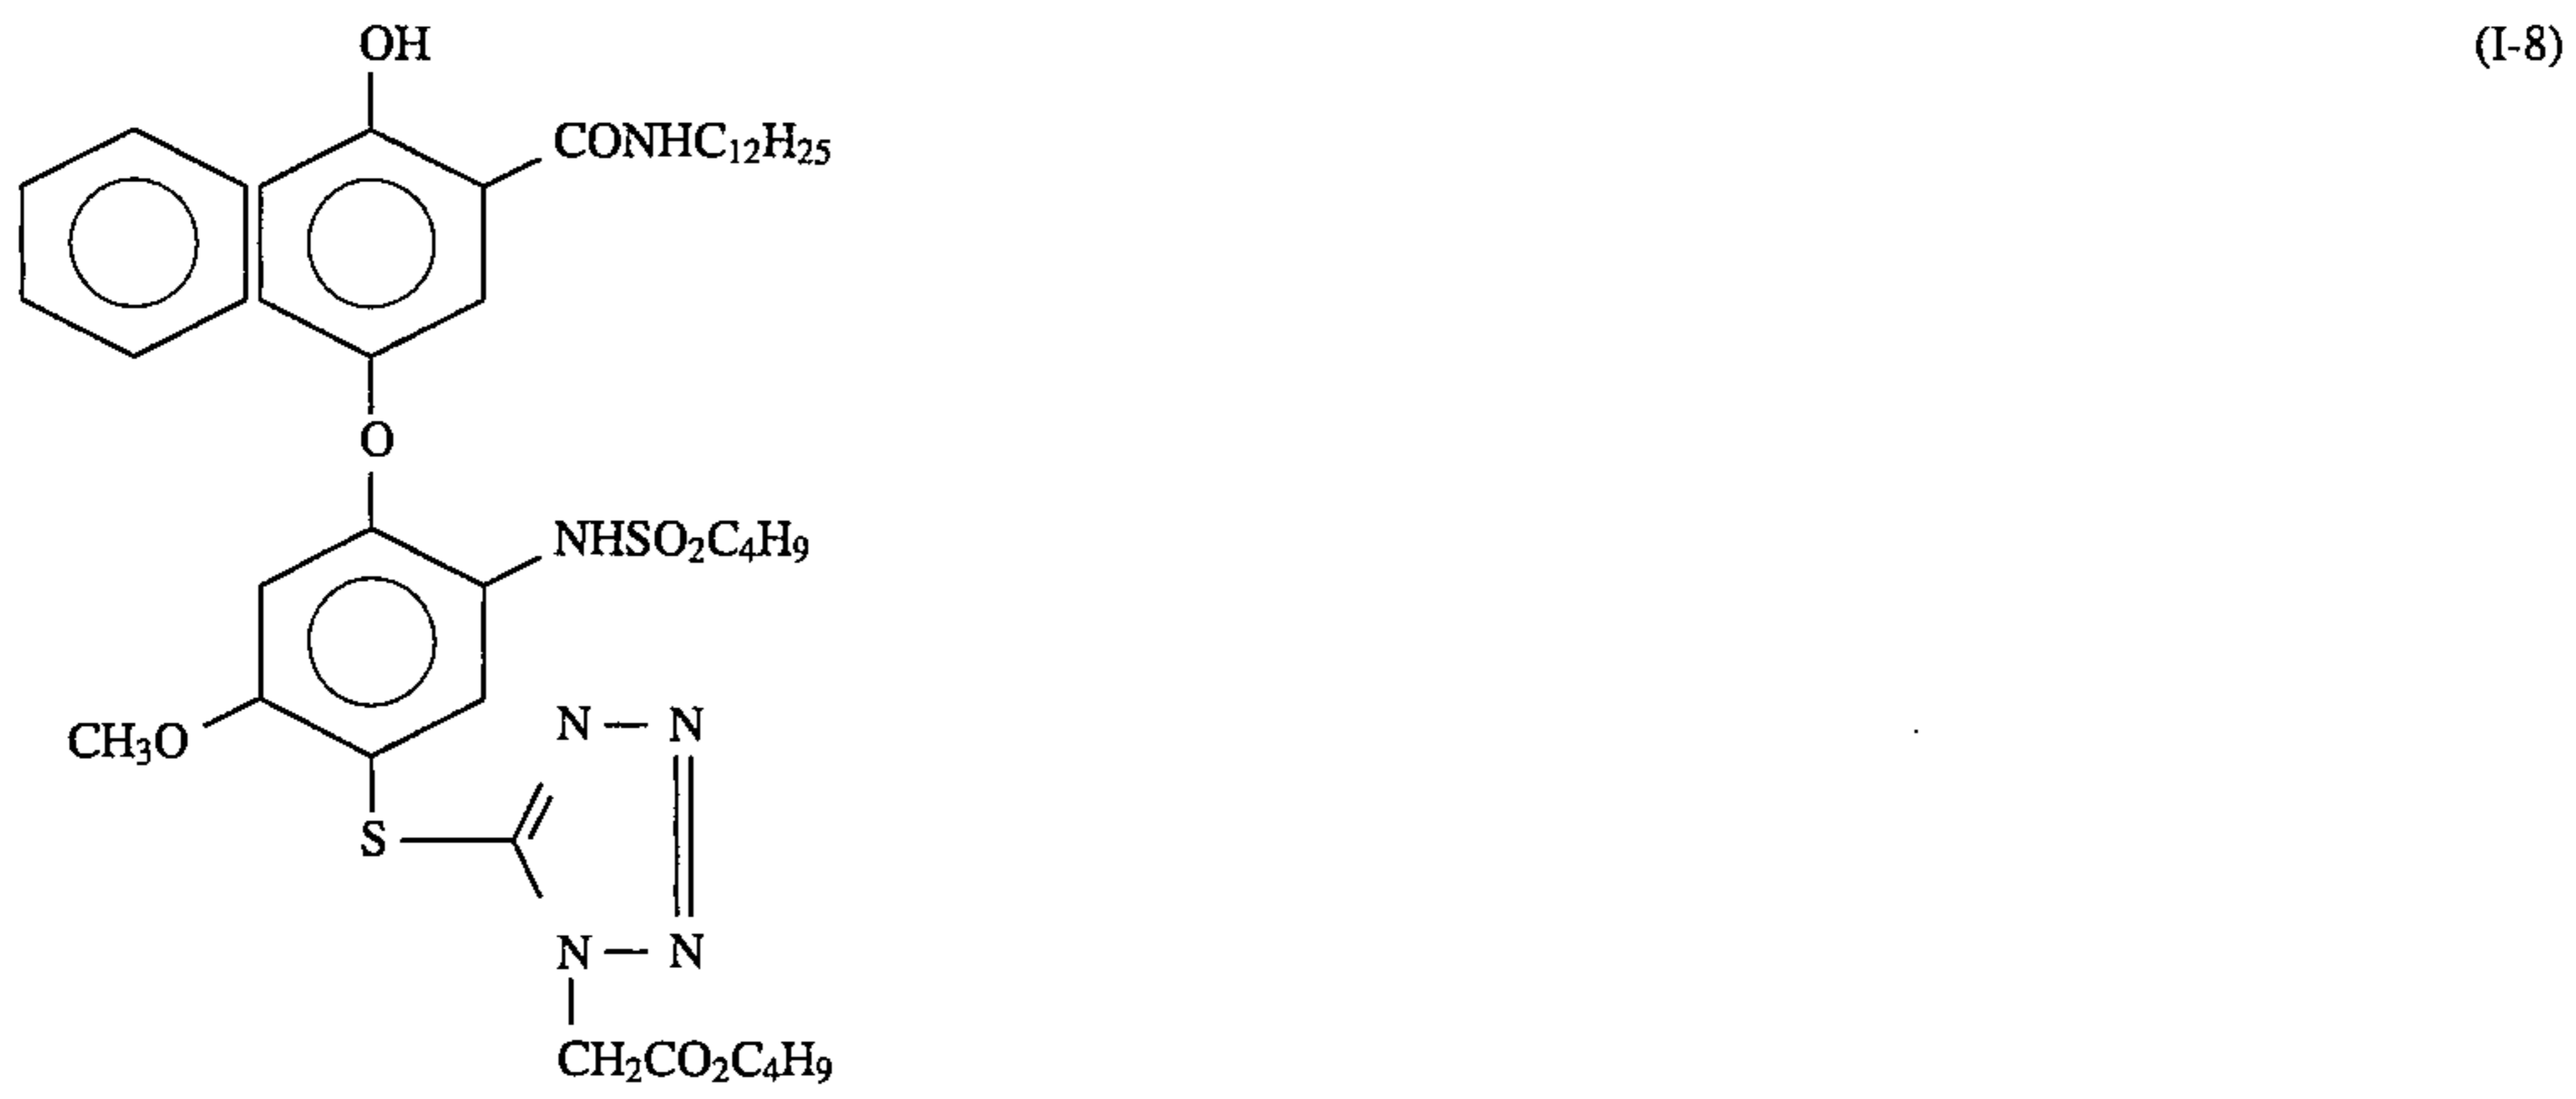 OH (I-8)
CONHC₁₂H₂₅
O
NHSO₂C₄H₉
N N
CH₃O
S
N N
CH₂CO₂C₄H₉